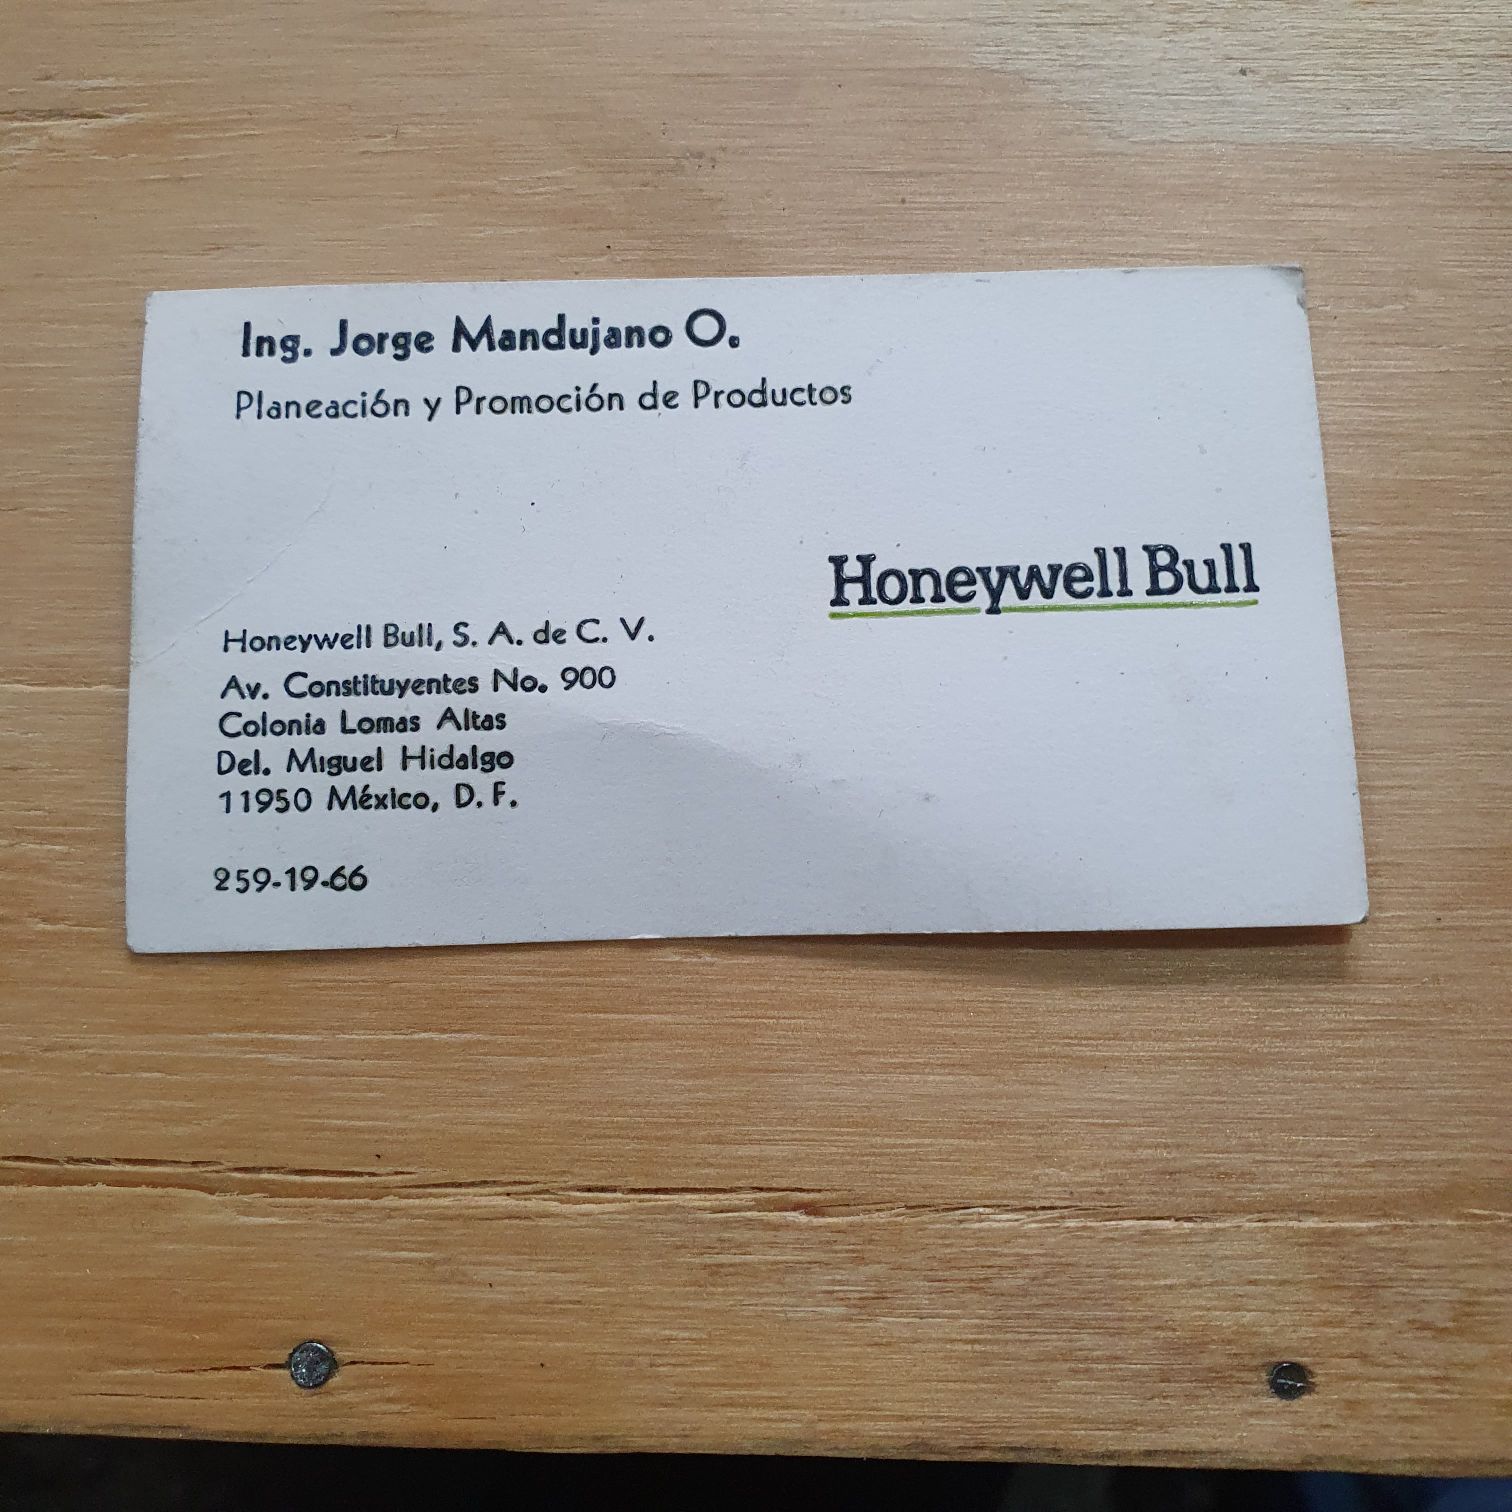 Ing. Jorge Mandujano O.
Planeación y Promoción de Productos
Honeywell Bull
Honeywell Bull, S. A. de C. V.
Av. Constituyentes No. 900
Colonia Lomas Altas
Del. Miguel Hidalgo
11950 México, D. F.
259-19-66